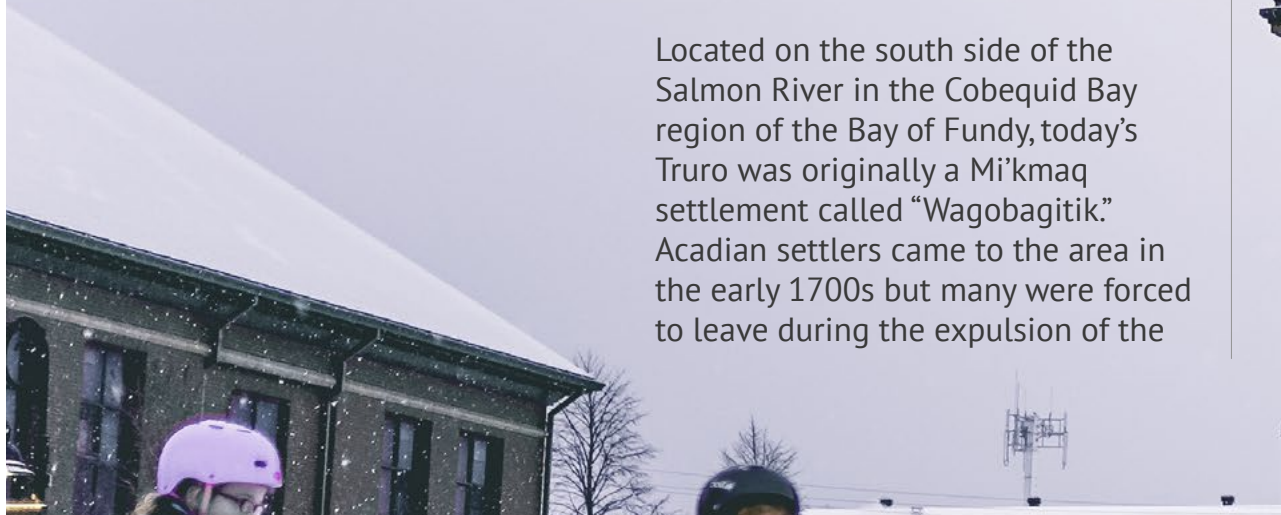 Located on the south side of the
Salmon River in the Cobequid Bay
region of the Bay of Fundy, today’s
Truro was originally a Mi’kmaq
settlement called “Wagobagitik.”
Acadian settlers came to the area in
the early 1700s but many were forced
to leave during the expulsion of the